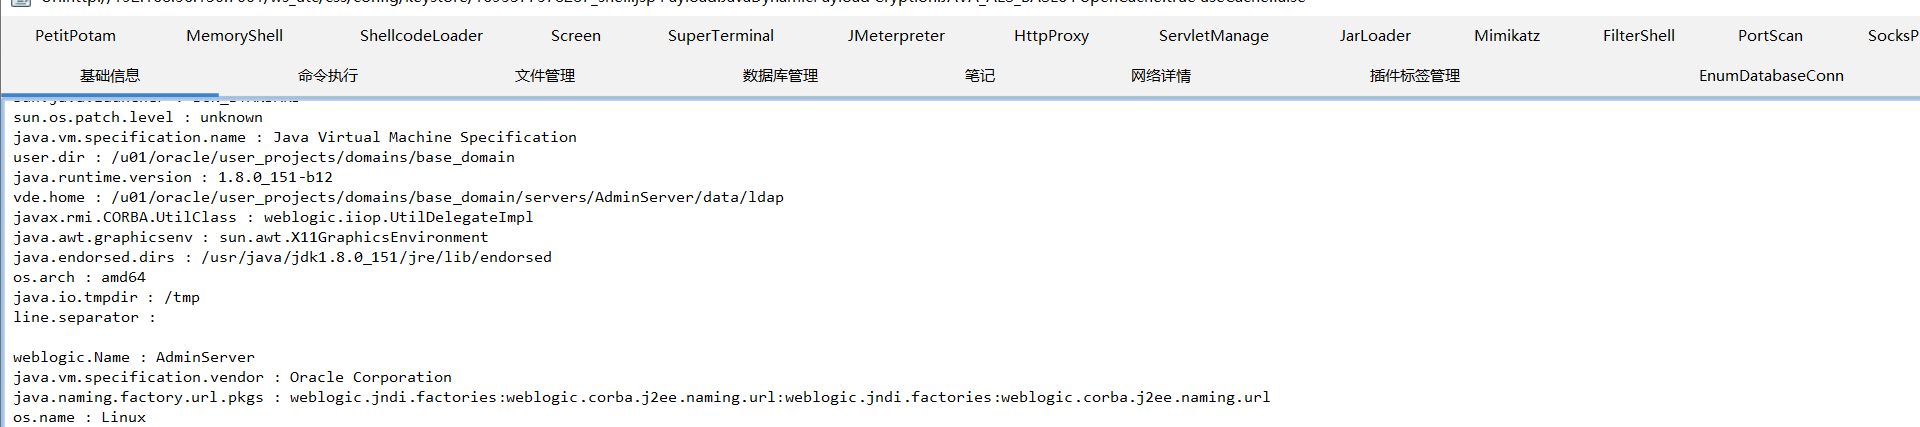 PetitPotam MemoryShell ShellcodeLoader Screen SuperTerminal JMeterpreter HttpProxy ServletManage JarLoader Mimikatz FilterShell PortScan SocksP
基础信息 命令执行 文件管理 数据库管理 笔记 网络详情 插件标签管理 EnumDatabaseConn
sun.os.patch.level : unknown
java.vm.specification.name : Java Virtual Machine Specification
user.dir : /u01/oracle/user_projects/domains/base_domain
java.runtime.version : 1.8.0_151-b12
vde.home : /u01/oracle/user_projects/domains/base_domain/servers/AdminServer/data/ldap
javax.rmi.CORBA.UtilClass : weblogic.iiop.UtilDelegateImpl
java.awt.graphicsenv : sun.awt.X11GraphicsEnvironment
java.endorsed.dirs : /usr/java/jdk1.8.0_151/jre/lib/endorsed
os.arch : amd64
java.io.tmpdir : /tmp
line.separator :
weblogic.Name : AdminServer
java.vm.specification.vendor : Oracle Corporation
java.naming.factory.url.pkgs : weblogic.jndi.factories:weblogic.corba.j2ee.naming.url:weblogic.jndi.factories:weblogic.corba.j2ee.naming.url
os.name : Linux